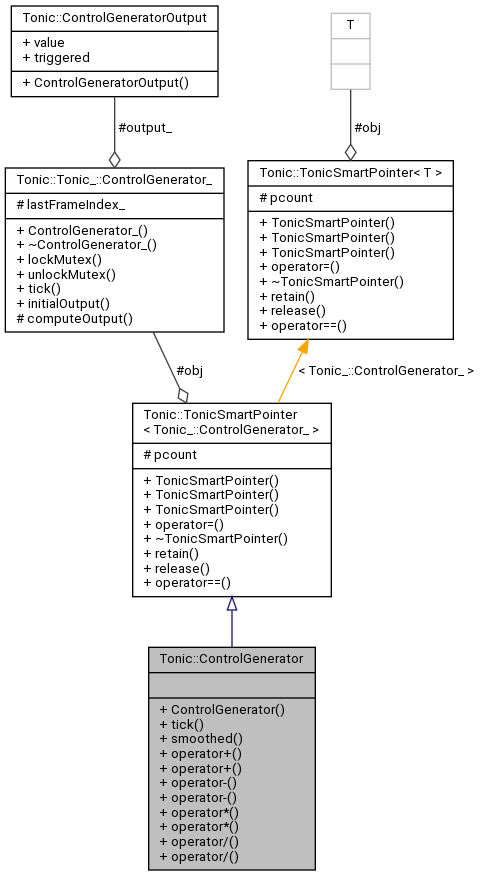 Tonic::ControlGeneratorOutput
+ value
+ triggered
+ ControlGeneratorOutput()
T
#output_
#obj
Tonic::Tonic_::ControlGenerator_
# lastFrameIndex_
+ ControlGenerator_()
+ ~ControlGenerator_()
+ lockMutex()
+ unlockMutex()
+ tick()
+ initialOutput()
# computeOutput()
Tonic::TonicSmartPointer< T >
# pcount
+ TonicSmartPointer()
+ TonicSmartPointer()
+ TonicSmartPointer()
+ operator=()
+ ~TonicSmartPointer()
+ retain()
+ release()
+ operator==()
#obj
< Tonic_::ControlGenerator_ >
Tonic::TonicSmartPointer
< Tonic_::ControlGenerator_ >
# pcount
+ TonicSmartPointer()
+ TonicSmartPointer()
+ TonicSmartPointer()
+ operator=()
+ ~TonicSmartPointer()
+ retain()
+ release()
+ operator==()
Tonic::ControlGenerator
+ ControlGenerator()
+ tick()
+ smoothed()
+ operator+()
+ operator+()
+ operator-()
+ operator-()
+ operator*()
+ operator*()
+ operator/()
+ operator/()